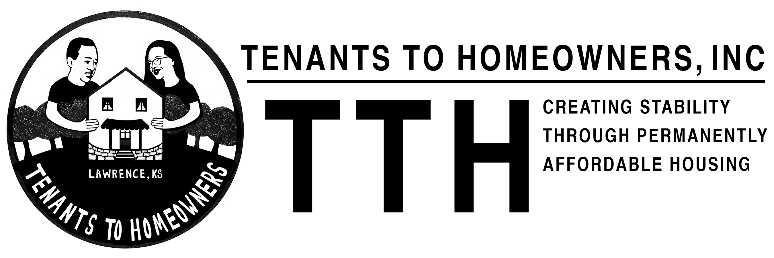 LAWRENCE, KS
TENANTS TO HOMEOWNERS
TENANTS TO HOMEOWNERS, INC
TTH
CREATING STABILITY
THROUGH PERMANENTLY
AFFORDABLE HOUSING